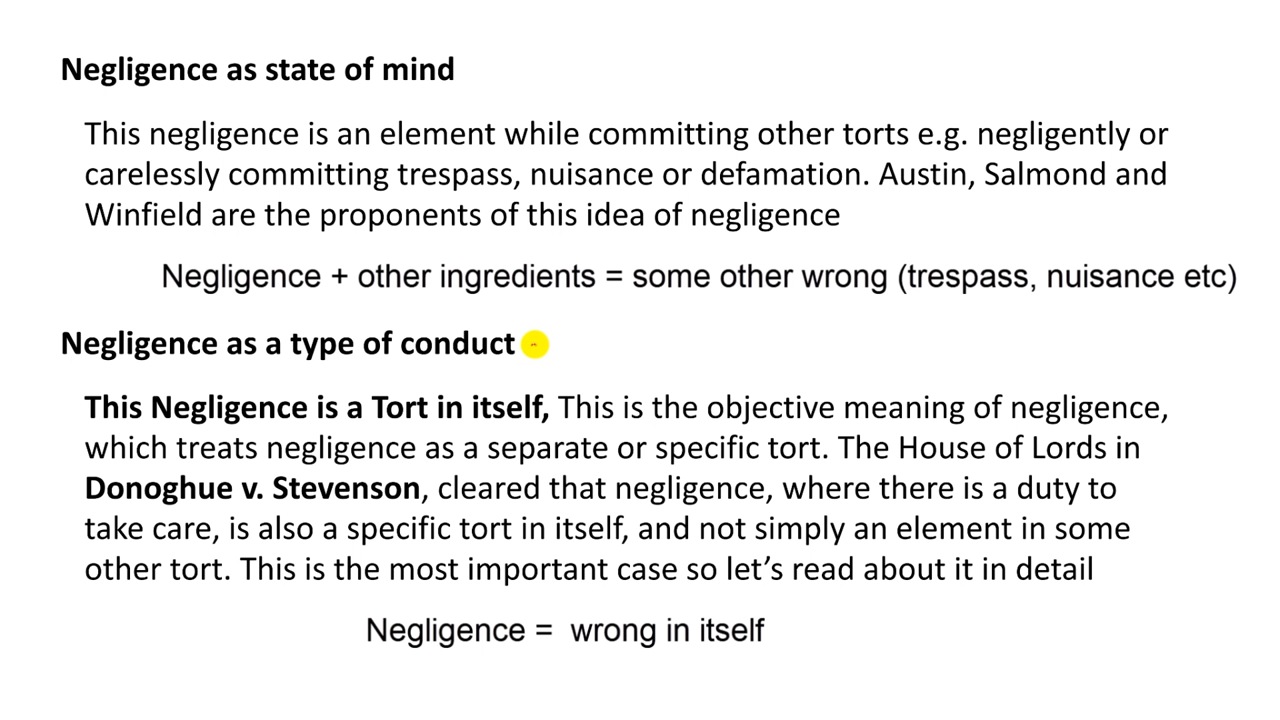 Negligence as state of mind
This negligence is an element while committing other torts e.g. negligently or
carelessly committing trespass, nuisance or defamation. Austin, Salmond and
Winfield are the proponents of this idea of negligence
Negligence + other ingredients = some other wrong (trespass, nuisance etc)
Negligence as a type of conduct
This Negligence is a Tort in itself, This is the objective meaning of negligence,
which treats negligence as a separate or specific tort. The House of Lords in
Donoghue v. Stevenson, cleared that negligence, where there is a duty to
take care, is also a specific tort in itself, and not simply an element in some
other tort. This is the most important case so let’s read about it in detail
Negligence =  wrong in itself